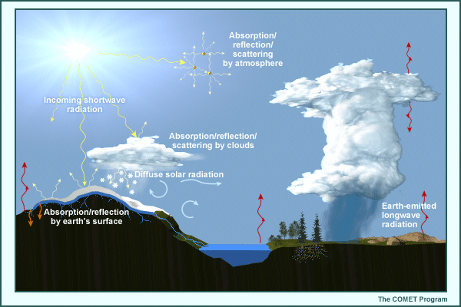 Absorption/
reflection/
scattering
by atmosphere
Incoming shortwave
radiation
Absorption/reflection/
scattering by clouds
Diffuse solar radiation
Absorption/reflection
by earth's surface
Earth-emitted
longwave
radiation
The COMET Program